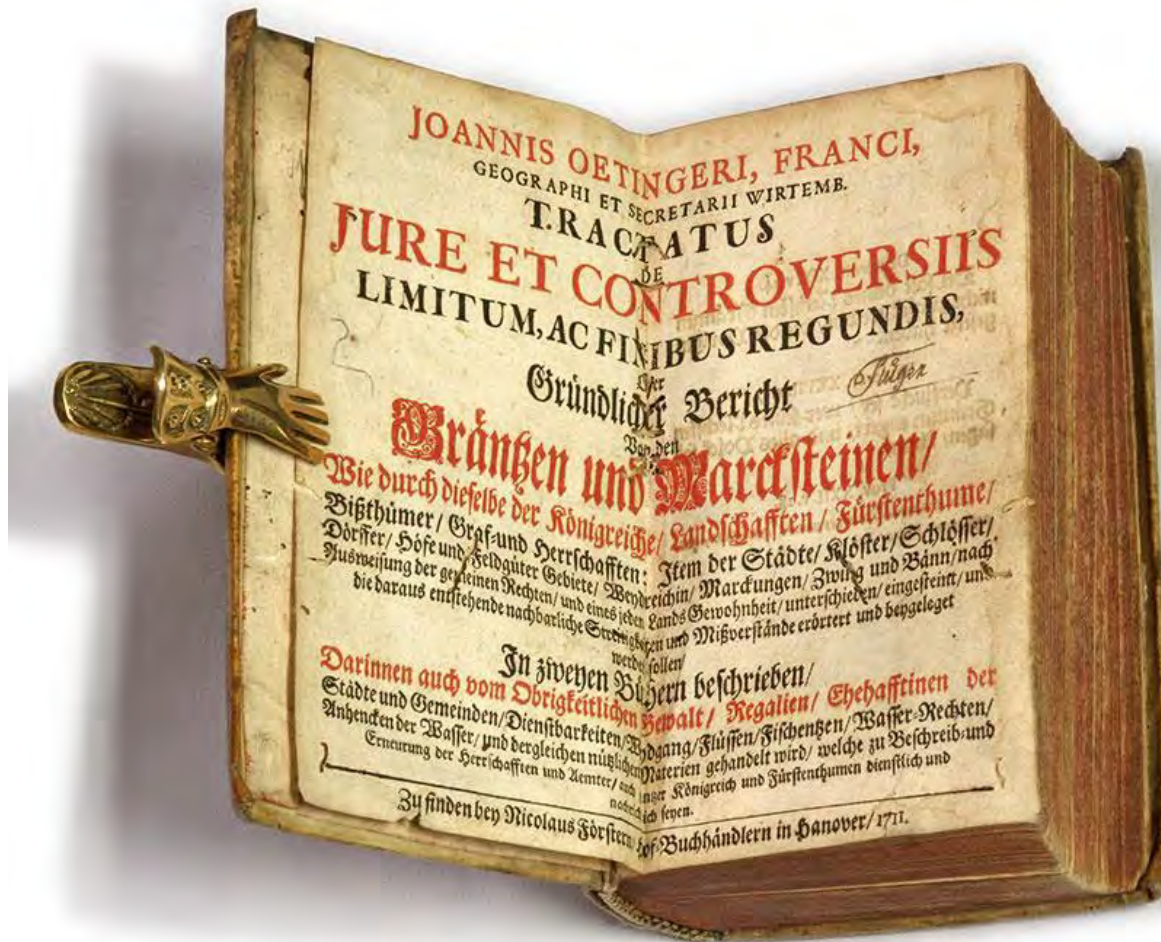 JOANNIS OETINGERI, FRANCI,
GEOGRAPHI ET SECRETARII WIRTEMB.
TRACTATUS
DE
JURE ET CONTROVERSIIS
LIMITUM, AC FINIBUS REGUNDIS,
Gründlicher Bericht
Von den
Gräntzen und Marcksteinen/
Wie durch dieselbe der Königreiche/ Landschafften/ Fürstenthume/
Bißthümer/ Graf- und Herrschafften: Item der Städte/ Klöster/ Schlösser/
Dörffer/ Höfe und Feldgüter Gebiete/ Marckungen/ Zwing und Bänn/ nach
Ausweisung der gemeinen Rechten/ und eines jeden Lands Gewohnheit/ unterschieden/ eingesteint/ und
die daraus entstehende nachbarliche Streitigkeiten und Mißverstände erörtert und beygeleget
werden sollen/
In zweyen Büchern beschrieben/
Darinnen auch vom Obrigkeitlichen Gewalt/ Regalien/ Ehehafftinen der
Städte und Gemeinden/ Dienstbarkeiten/ Flüssen/ Fischentzen/ Wasser-Rechten/
Anhencken der Wasser/ und dergleichen nützlichen Materien gehandelt wird/ welche zu Beschreib- und
Erneurung der Herrschafften und Aemter/ auch Königreich und Fürstenthumen dienstlich und
seyen.
Zu finden bey Nicolaus Förstern/ Hof-Buchhändlern in Hanover/ 1711.